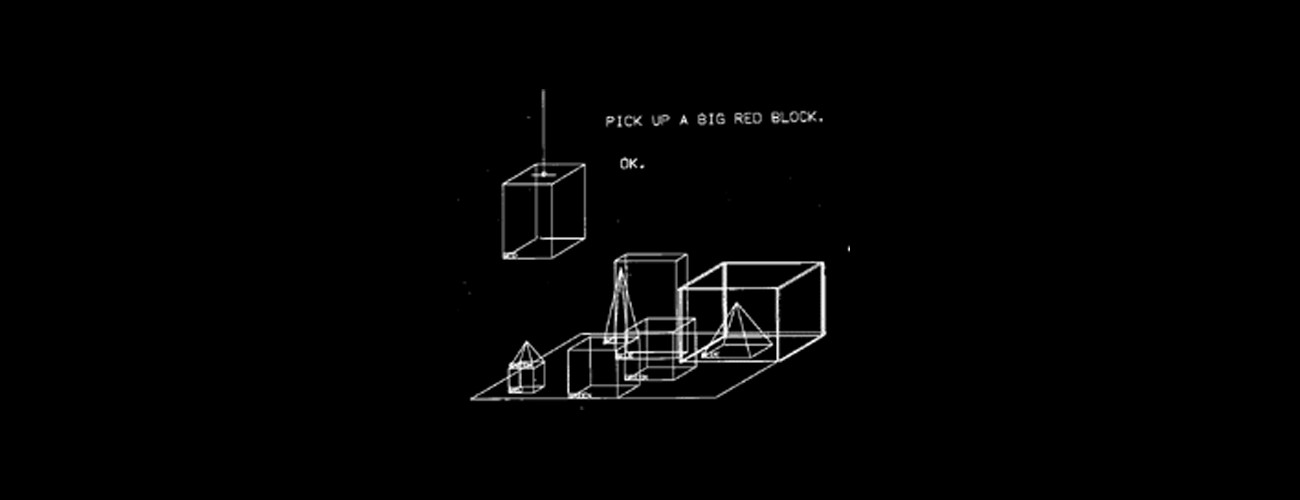 PICK UP A BIG RED BLOCK.
OK.